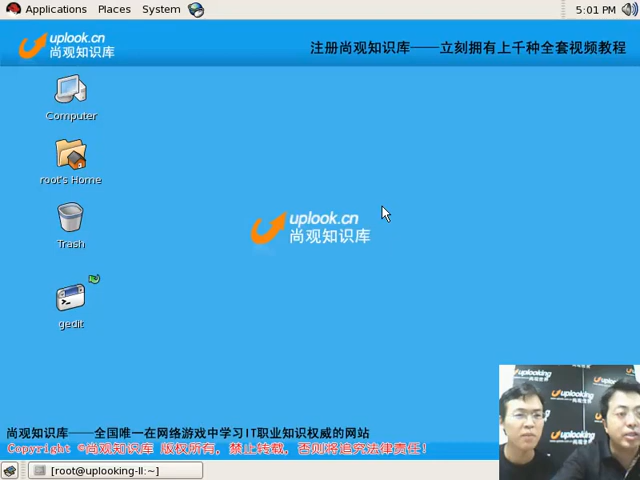 Applications Places System 5:01 PM
uplook.cn
尚观知识库
注册尚观知识库——立刻拥有上千种全套视频教程
Computer
root's Home
Trash
gedit
uplook.cn
尚观知识库
uplooking
uplooking
尚观知识库——全国唯一在网络游戏中学习IT职业知识权威的网站
Copyright ©尚观知识库 版权所有，禁止转载，否则将追究法律责任！
[root@uplooking-ll:~]